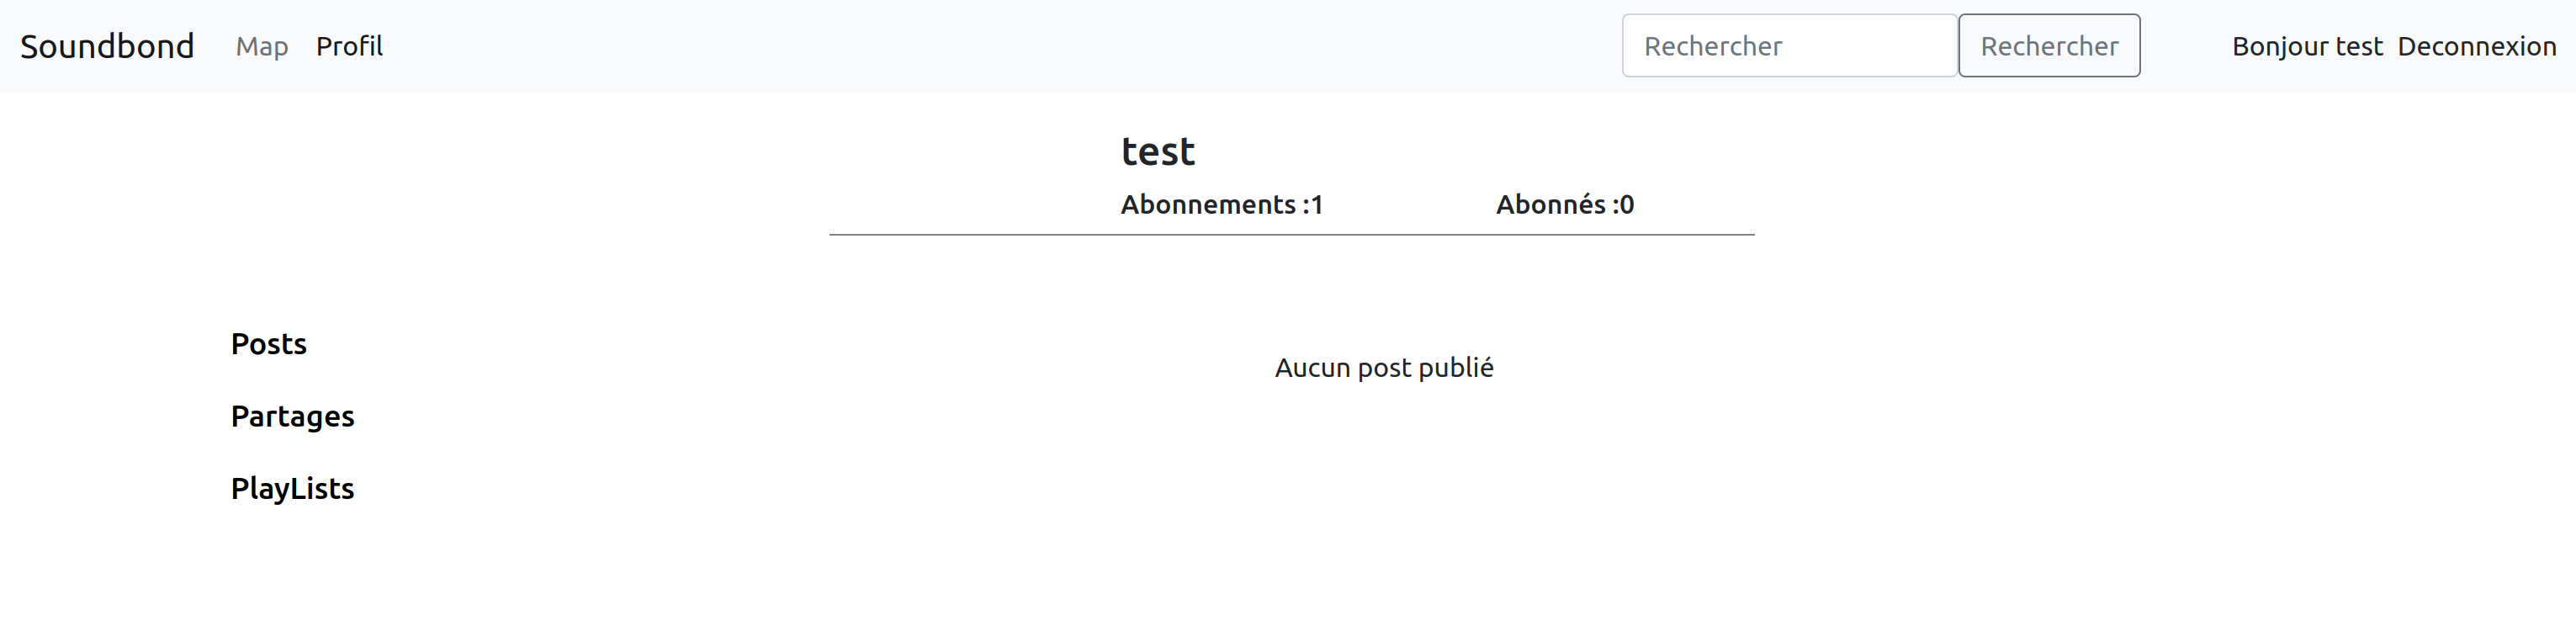 Soundbond Map Profil Rechercher Rechercher Bonjour test Deconnexion
test
Abonnements :1 Abonnés :0
Posts
Aucun post publié
Partages
PlayLists